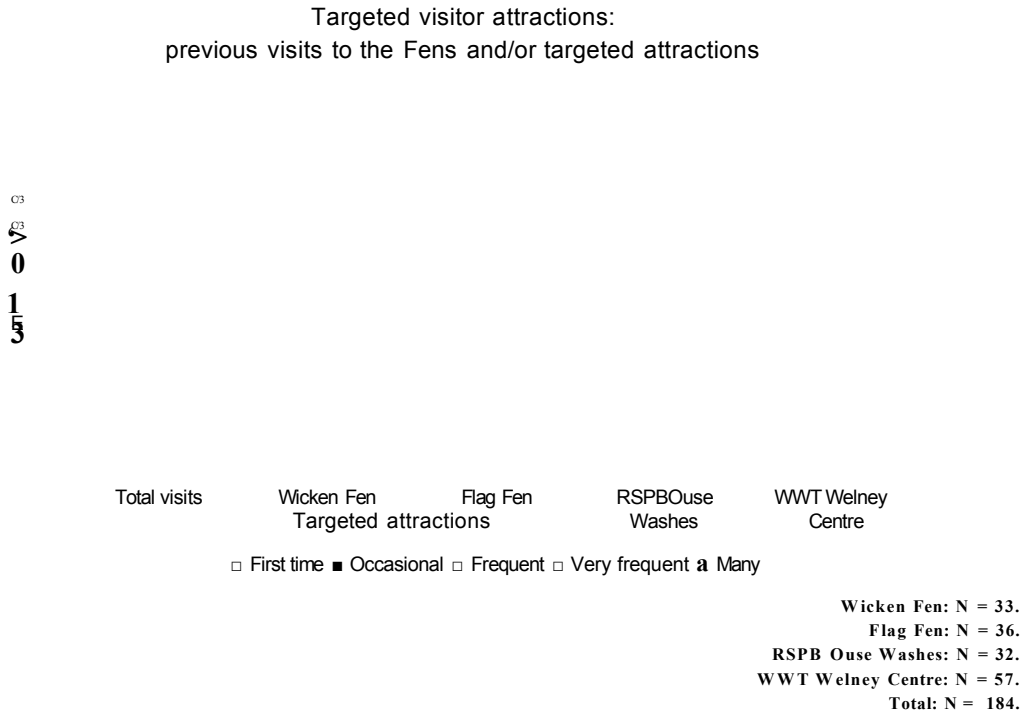 Targeted visitor attractions:
previous visits to the Fens and/or targeted attractions
Total visits Wicken Fen Flag Fen RSPBOuse WWT Welney
Targeted attractions Washes Centre
□ First time ■ Occasional □ Frequent □ Very frequent a Many
Wicken Fen: N = 33.
Flag Fen: N = 36.
RSPB Ouse Washes: N = 32.
WWT Welney Centre: N = 57.
Total: N = 184.